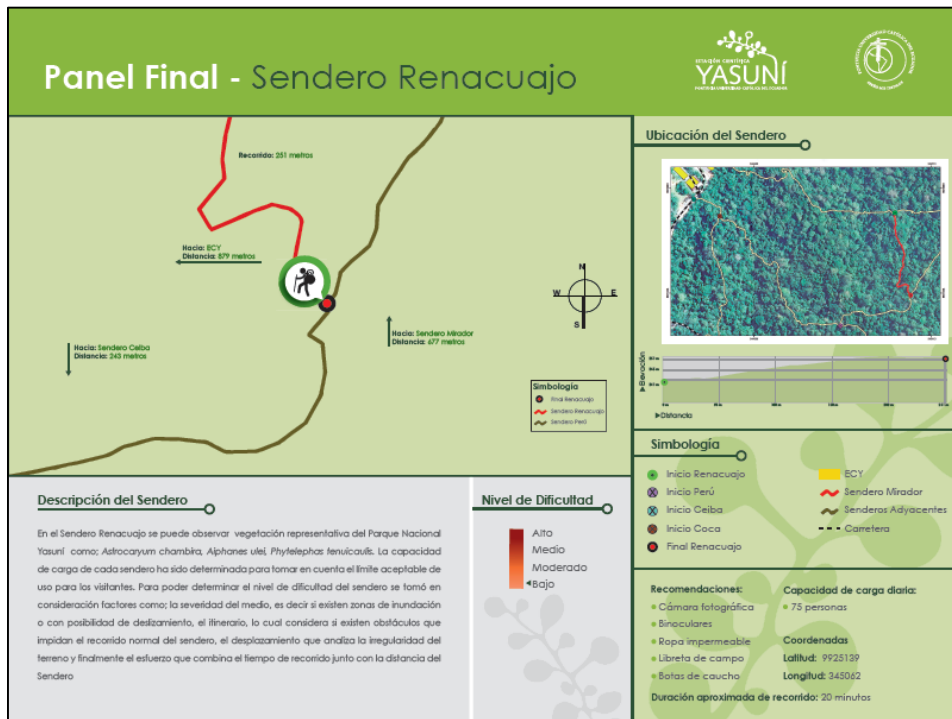 Panel Final - Sendero Renacuajo
ESTACIÓN CIENTÍFICA
YASUNÍ
PONTIFICIA UNIVERSIDAD CATÓLICA DEL ECUADOR
Recorrido: 251 metros
Hacia: ECY
Distancia: 879 metros
Hacia: Sendero Ceiba
Distancia: 243 metros
Hacia: Sendero Mirador
Distancia: 677 metros
N
W E
S
Simbología
Final Renacuajo
Sendero Renacuajo
Sendero Perú
Ubicación del Sendero
Elevación
Distancia
Simbología
Inicio Renacuajo
Inicio Perú
Inicio Ceiba
Inicio Coca
Final Renacuajo
ECY
Sendero Mirador
Senderos Adyacentes
Carretera
Descripción del Sendero
En el Sendero Renacuajo se puede observar vegetación representiva del Parque Nacional
Yasuní como; Astrocaryum chambira, Aiphanes ulei, Phytelephas tenuicaulis. La capacidad
de carga de cada sendero ha sido determinada para tomar en cuenta el límite aceptable de
uso para los visitantes. Para poder determinar el nivel de dificultad del sendero se tomó en
consideración factores como; la severidad del medio, es decir si existen zonas de inundación
o con posibilidad de deslizamiento, el itinerario, lo cual considera si existen obstáculos que
impidan el recorrido normal del sendero, el desplazamiento que analiza la irregularidad del
terreno y finalmente el esfuerzo que combina el tiempo de recorrido junto con la distancia del
Sendero
Nivel de Dificultad
Alto
Medio
Moderado
Bajo
Recomendaciones:
Cámara fotográfica
Binoculares
Ropa impermeable
Libreta de campo
Botas de caucho
Capacidad de carga diaria:
75 personas
Coordenadas
Latitud: 9925139
Longitud: 345062
Duración aproximada de recorrido: 20 minutos